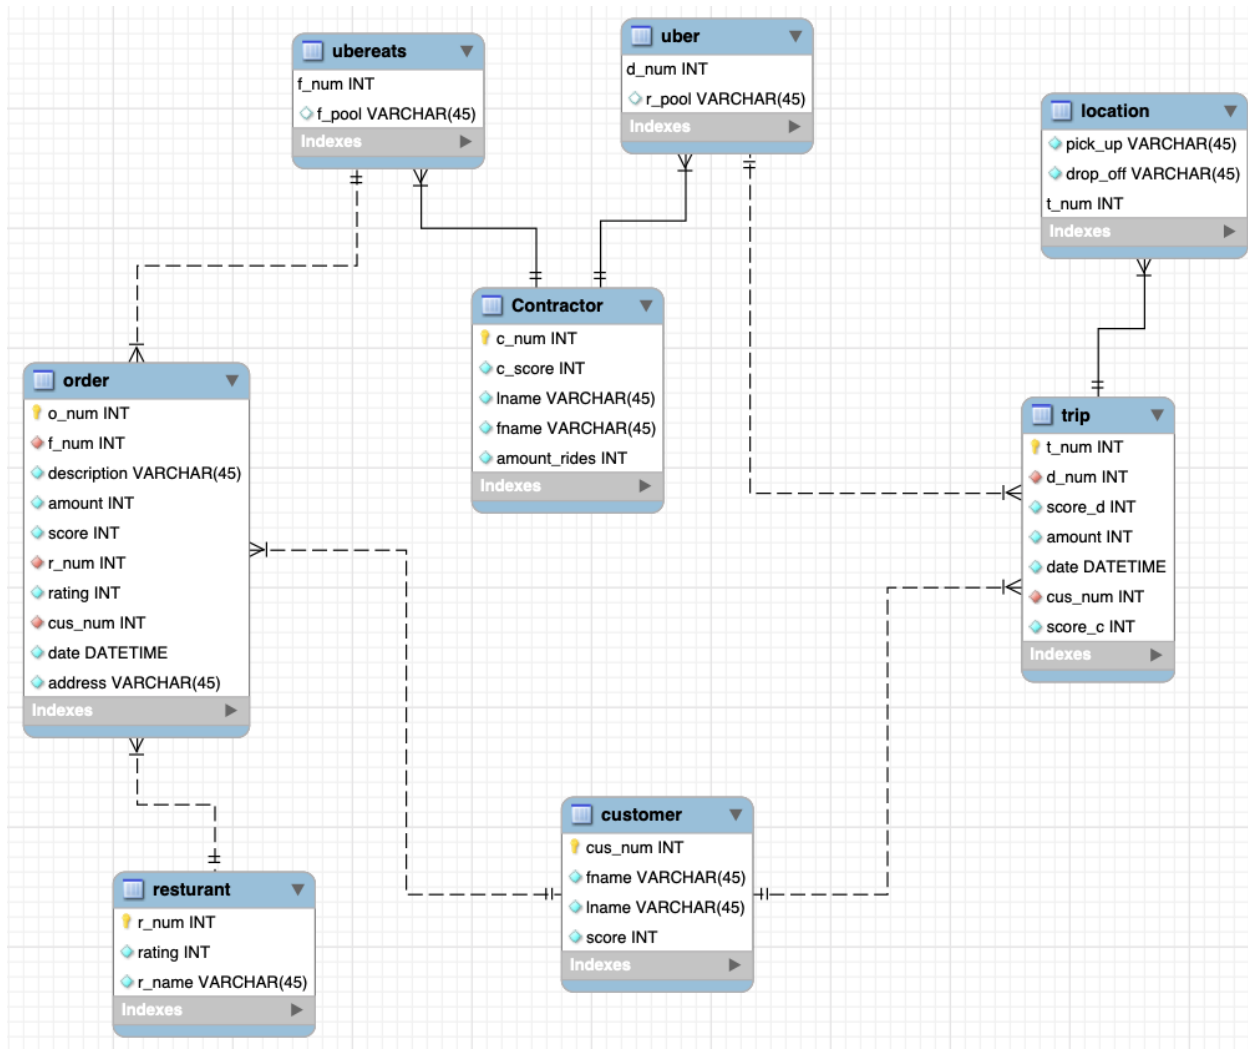 ubereats
f_num INT
f_pool VARCHAR(45)
Indexes
uber
d_num INT
r_pool VARCHAR(45)
Indexes
location
pick_up VARCHAR(45)
drop_off VARCHAR(45)
t_num INT
Indexes
Contractor
c_num INT
c_score INT
lname VARCHAR(45)
fname VARCHAR(45)
amount_rides INT
Indexes
order
o_num INT
f_num INT
description VARCHAR(45)
amount INT
score INT
r_num INT
rating INT
cus_num INT
date DATETIME
address VARCHAR(45)
Indexes
trip
t_num INT
d_num INT
score_d INT
amount INT
date DATETIME
cus_num INT
score_c INT
Indexes
customer
cus_num INT
fname VARCHAR(45)
lname VARCHAR(45)
score INT
Indexes
resturant
r_num INT
rating INT
r_name VARCHAR(45)
Indexes